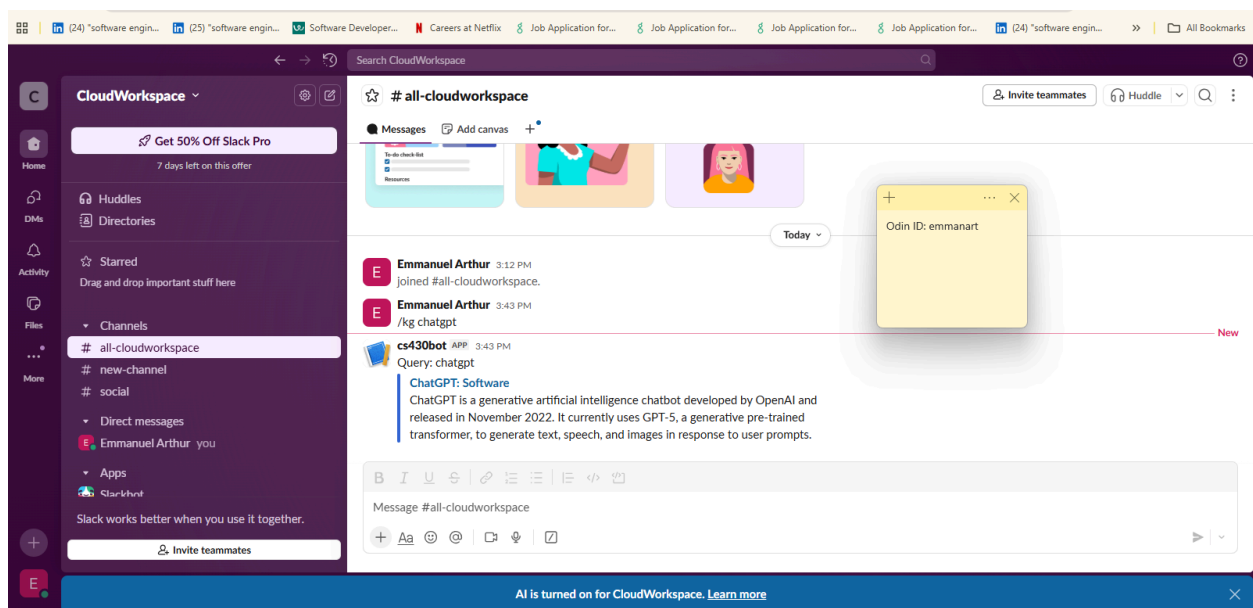 (24) "software engin...
(25) "software engin...
Software Developer...
Careers at Netflix
Job Application for...
Job Application for...
Job Application for...
Job Application for...
(24) "software engin...
All Bookmarks
Search CloudWorkspace
C
Home
DMs
Activity
Files
More
E
CloudWorkspace
Get 50% Off Slack Pro
7 days left on this offer
Huddles
Directories
Starred
Drag and drop important stuff here
Channels
# all-cloudworkspace
# new-channel
# social
Direct messages
E Emmanuel Arthur you
Apps
Slackbot
Slack works better when you use it together.
Invite teammates
# all-cloudworkspace
Invite teammates
Huddle
Messages
Add canvas
To-do check-list
Resources
Today
Odin ID: emmanart
E Emmanuel Arthur 3:12 PM
joined #all-cloudworkspace.
E Emmanuel Arthur 3:43 PM
/kg chatgpt
New
cs430bot APP 3:43 PM
Query: chatgpt
ChatGPT: Software
ChatGPT is a generative artificial intelligence chatbot developed by OpenAI and
released in November 2022. It currently uses GPT-5, a generative pre-trained
transformer, to generate text, speech, and images in response to user prompts.
B I U S
Message #all-cloudworkspace
Aa
AI is turned on for CloudWorkspace. Learn more